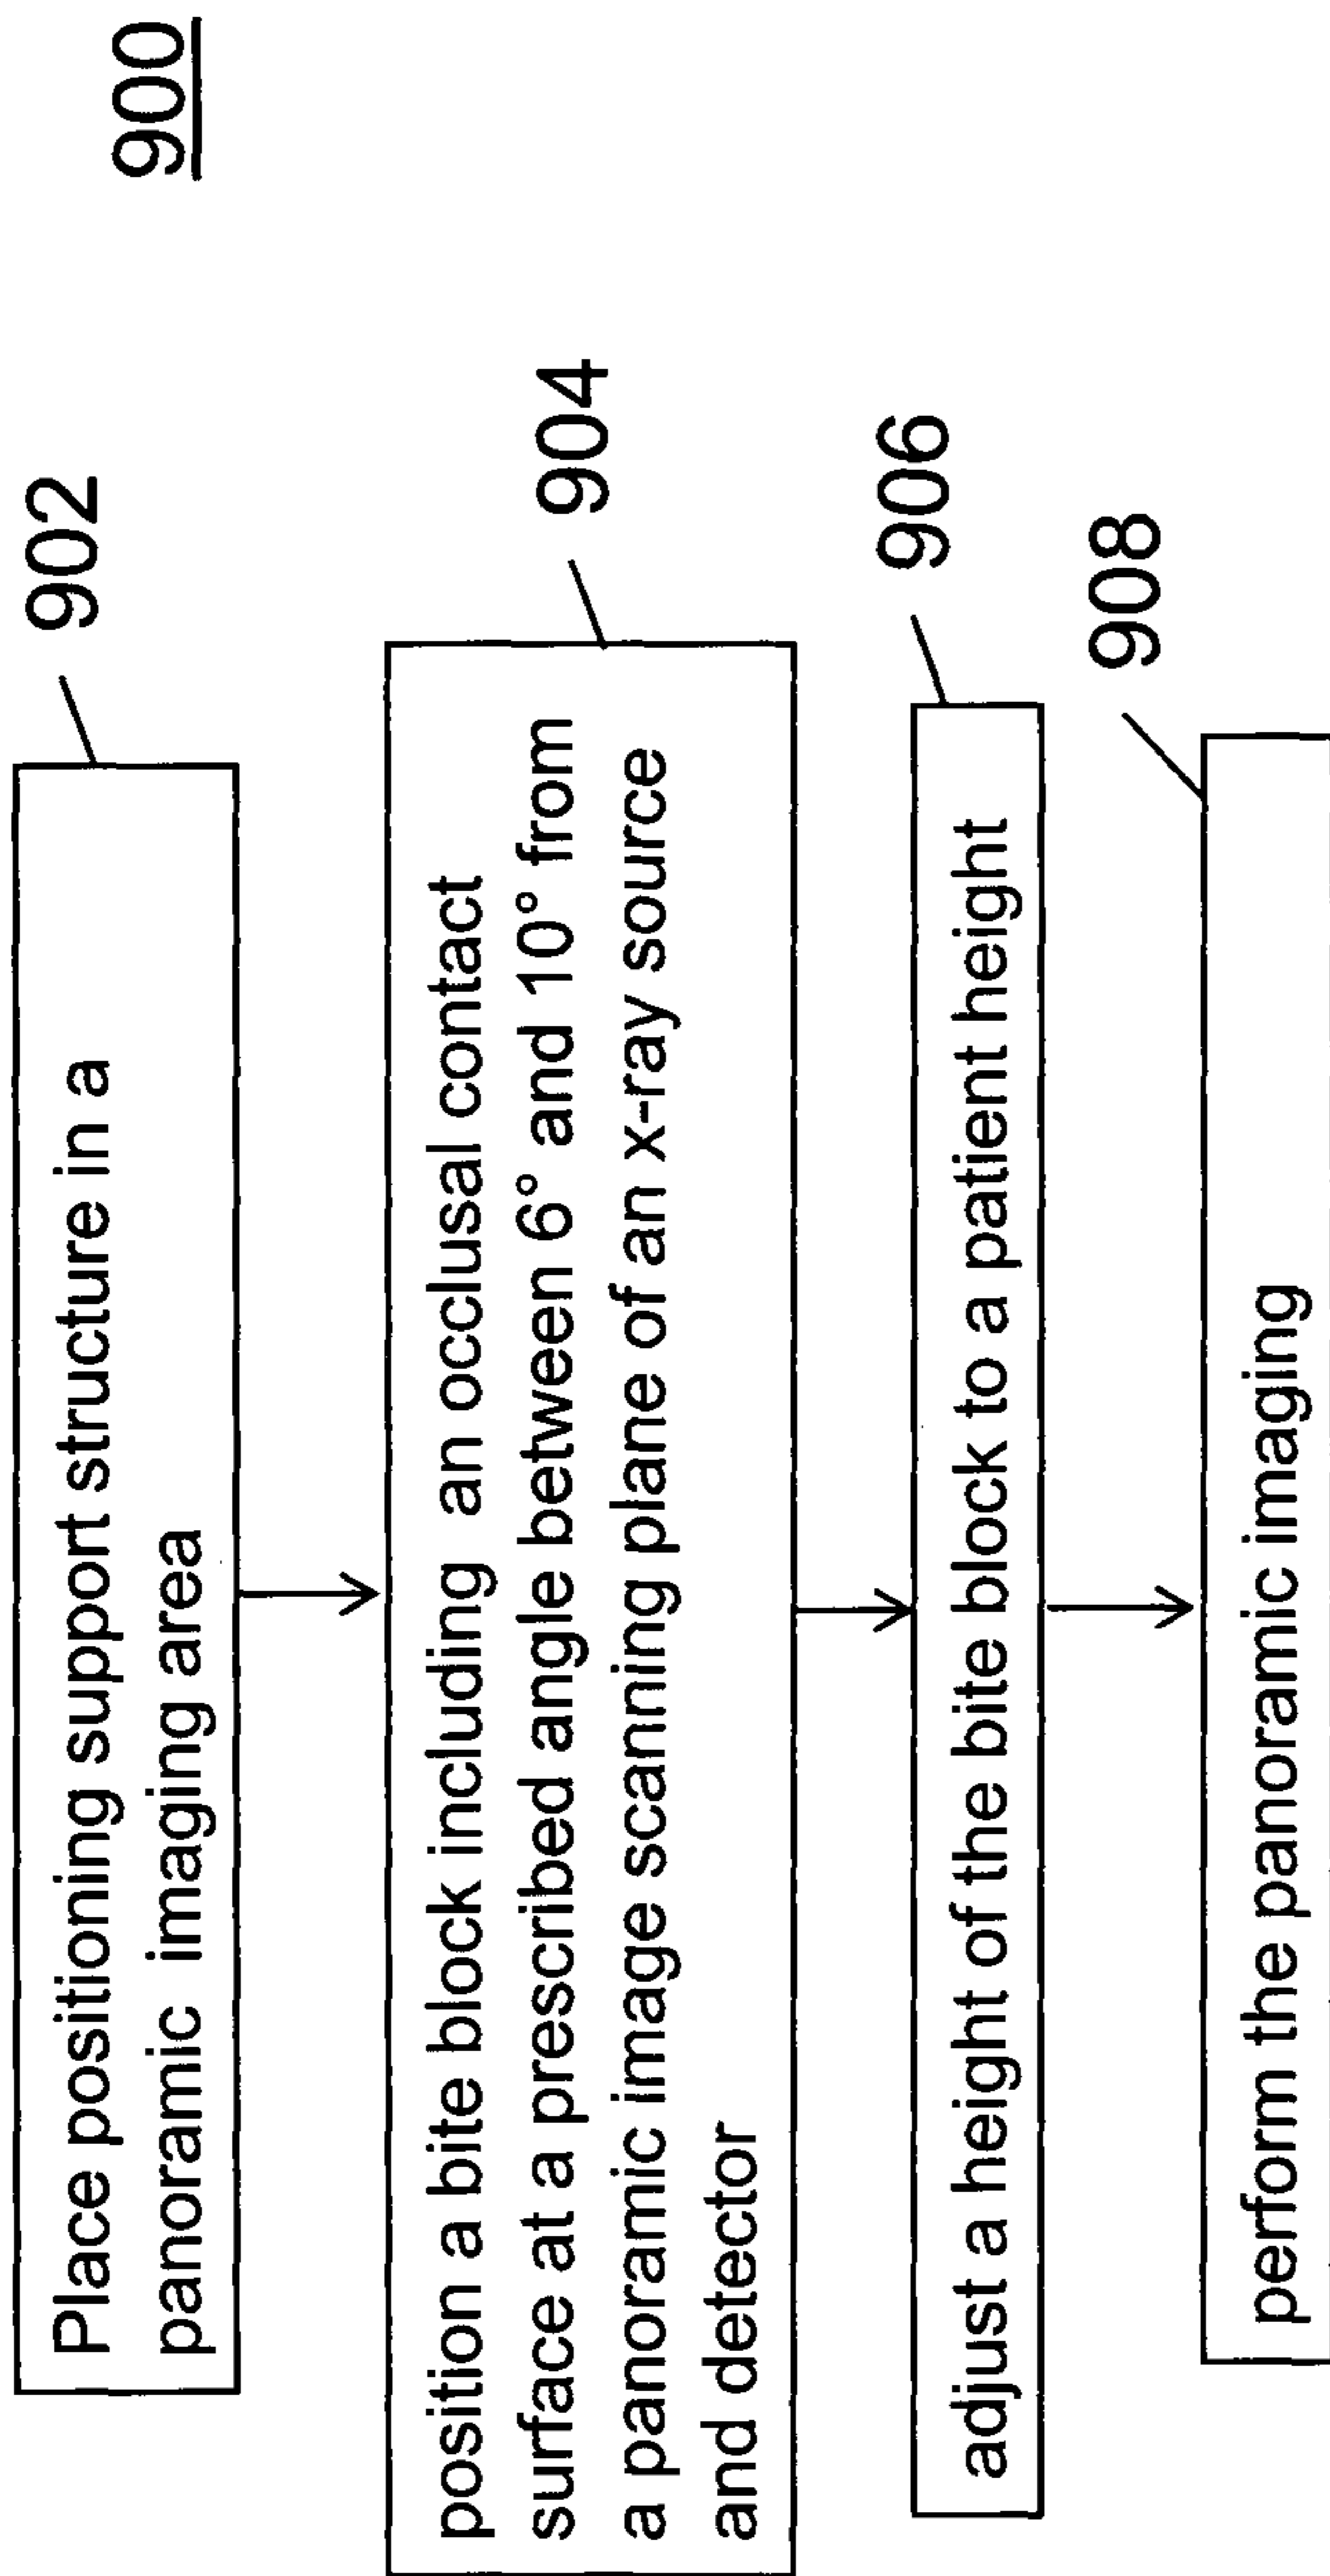 900
Place positioning support structure in a
panoramic imaging area
902
position a bite block including an occlusal contact
surface at a prescribed angle between 6° and 10° from
a panoramic image scanning plane of an x-ray source
and detector
904
adjust a height of the bite block to a patient height
906
perform the panoramic imaging
908